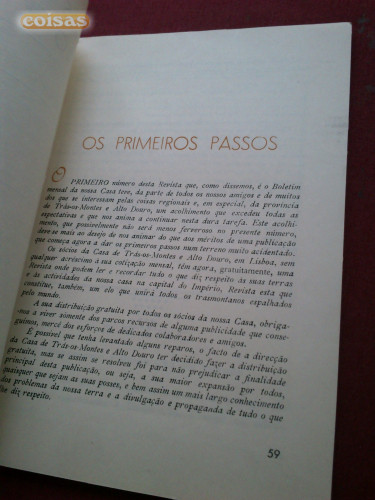 coisas
OS PRIMEIROS PASSOS
O PRIMEIRO número desta Revista que, como dissemos, é o Boletim
mensal da nossa Casa teve, da parte de todos os nossos amigos e de muitos
dos que se interessam pelas coisas regionais e, em especial, da província
de Trás-os-Montes e Alto Douro, um acolhimento que excedeu todas as
expectativas e que nos anima a continuar nesta dura tarefa. Este acolhi-
mento, que possivelmente não será menos fervoroso no presente número,
disse-se mais ao desejo do nos animar do que aos méritos de uma publicação
que começa agora a dar os primeiros passos num terreno muito acidentado.
Os sócios da Casa de Trás-os-Montes e Alto Douro, em Lisboa, sem
qualquer acréscimo a sua cotização mensal, têm agora, gratuitamente, uma
Revista onde podem ler e recordar tudo o que diz respeito as suas terras
e às actividades da nossa casa na capital do Império, Revista esta que
constitue, também, um elo que unirá todos os trasmontanos espalhados
pelo mundo.
A sua distribuïção gratuita por todos os sócios da nossa Casa, obriga-
-nos a viver somente dos parcos recursos de alguma publicidade que conse-
guimos, mercê dos esforços de dedicados colaboradores e amigos.
É possível que tenha levantado alguns reparos, o facto de a direcção
da Casa de Trás-os-Montes e Alto Douro ter decidido fazer a distribuïção
gratuita, mas se assim se resolveu foi para não prejudicar a finalidade
principal desta publicação, ou seja, a sua maior expansão por todos,
quaisquer que sejam as suas posses, e bem assim um mais largo conhecimento
dos problemas da nossa terra e a divulgação e propaganda de tudo o que
lhe diz respeito.
59